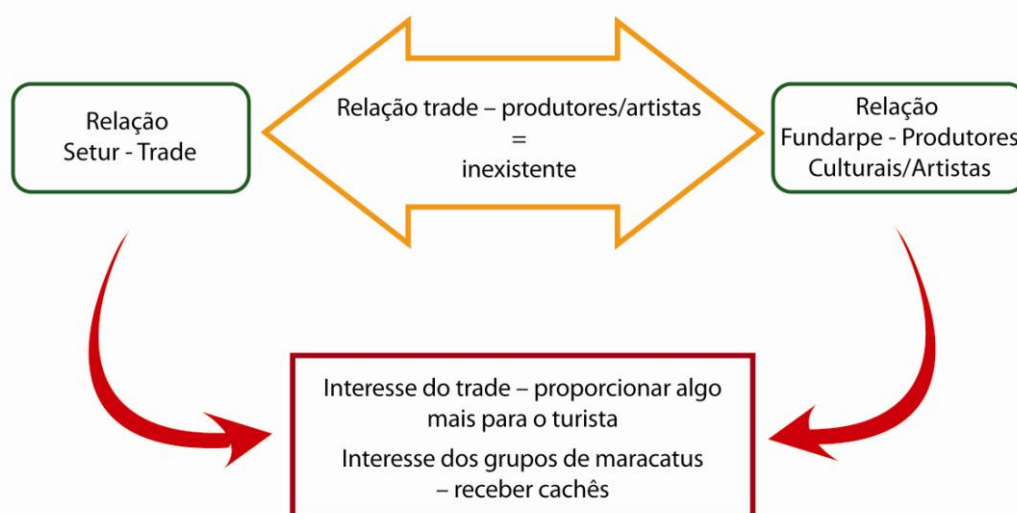 Relação
Setur - Trade
Relação trade – produtores/artistas
=
inexistente
Relação
Fundarpe - Produtores
Culturais/Artistas
Interesse do trade – proporcionar algo
mais para o turista
Interesse dos grupos de maracatus
– receber cachês